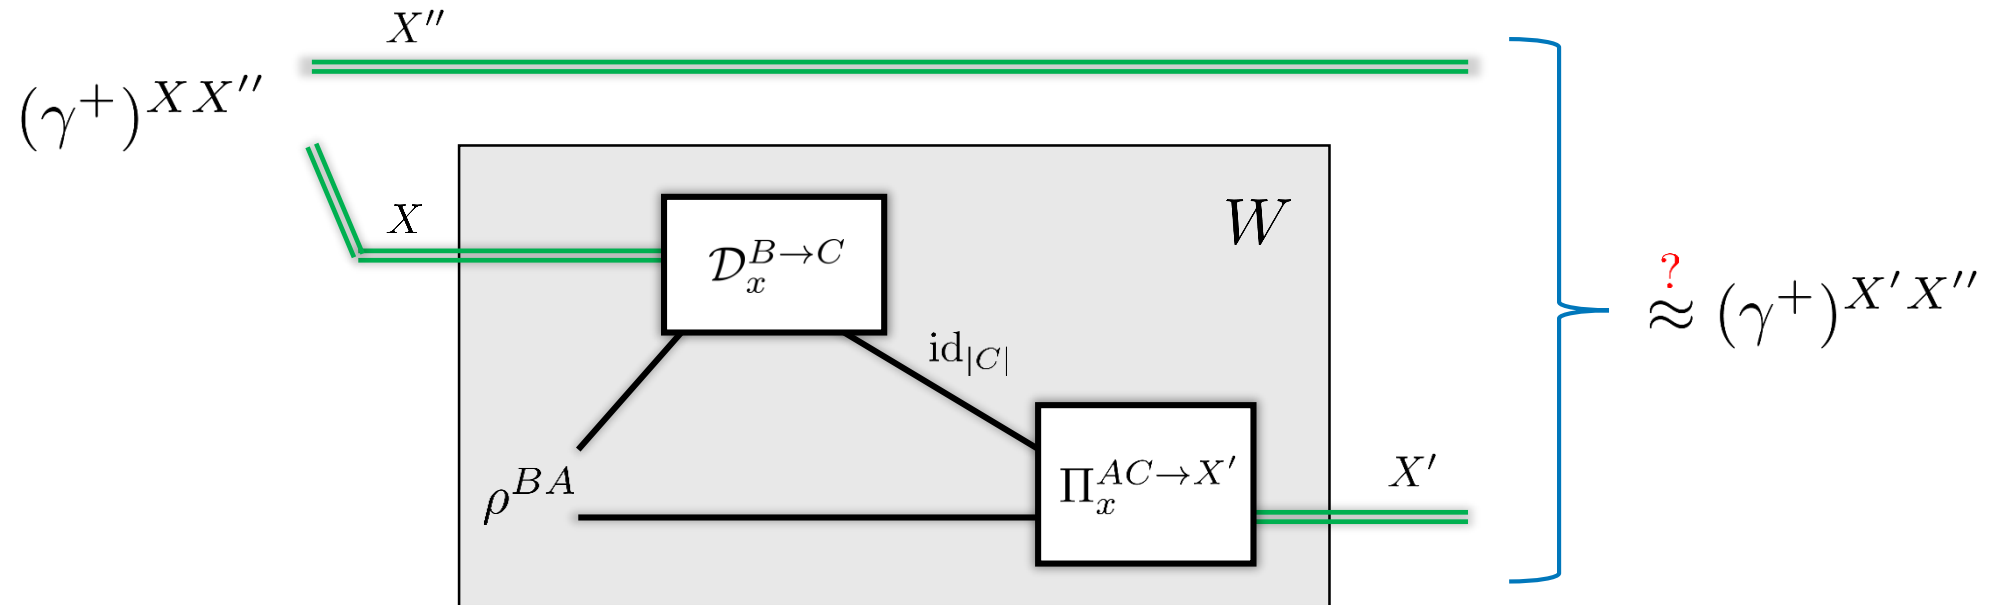 X''
(γ⁺)^{XX''}
X
W
𝒟_x^{B→C}
?
≈ (γ⁺)^{X'X''}
id_{|C|}
ρ^{BA}
Π_x^{AC→X'}
X'